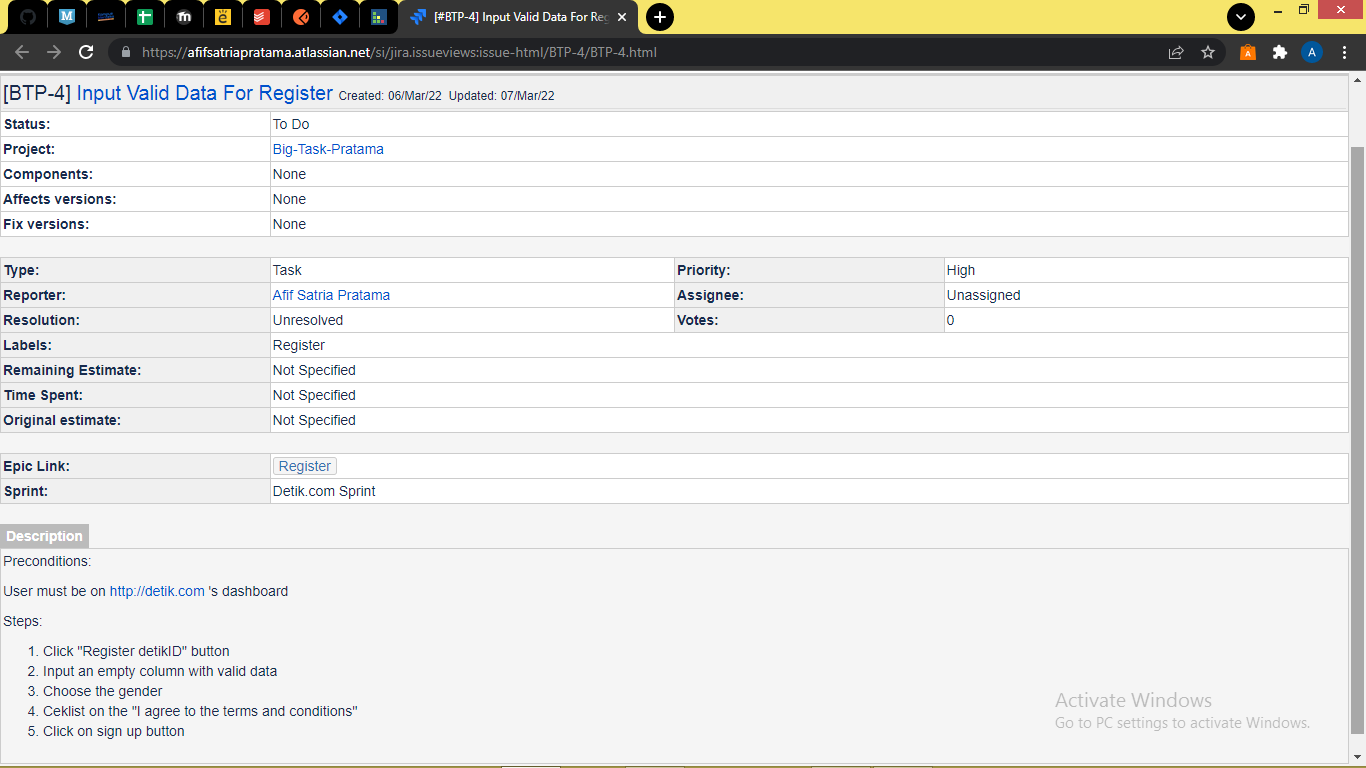 [#BTP-4] Input Valid Data For Reg
https://afifsatriapratama.atlassian.net/si/jira.issueviews:issue-html/BTP-4/BTP-4.html
A
[BTP-4] Input Valid Data For Register Created: 06/Mar/22 Updated: 07/Mar/22
Status: To Do
Project: Big-Task-Pratama
Components: None
Affects versions: None
Fix versions: None
Type: Task Priority: High
Reporter: Afif Satria Pratama Assignee: Unassigned
Resolution: Unresolved Votes: 0
Labels: Register
Remaining Estimate: Not Specified
Time Spent: Not Specified
Original estimate: Not Specified
Epic Link: Register
Sprint: Detik.com Sprint
Description
Preconditions:
User must be on http://detik.com 's dashboard
Steps:
1. Click "Register detikID" button
2. Input an empty column with valid data
3. Choose the gender
4. Ceklist on the "I agree to the terms and conditions"
5. Click on sign up button
Activate Windows
Go to PC settings to activate Windows.